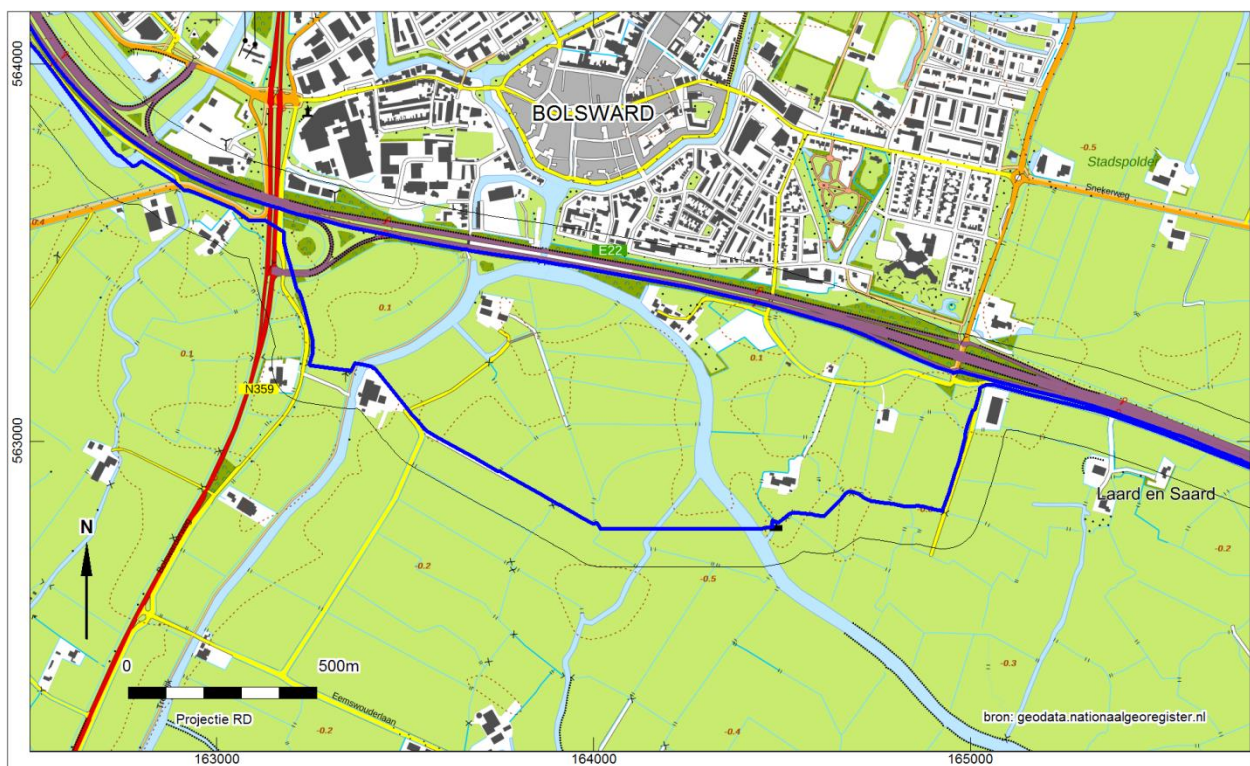 564000
563000
BOLSWARD
-0.5
Stadspolder
Snekerweg
0.4
E22
0.1
0.1
0.1
N359
Laard en Saard
-0.2
-0.2
-0.5
-0.3
-0.4
-0.2
N
0
500m
Projectie RD
Eemswouderlaan
bron: geodata.nationaalgeoregister.nl
163000
164000
165000